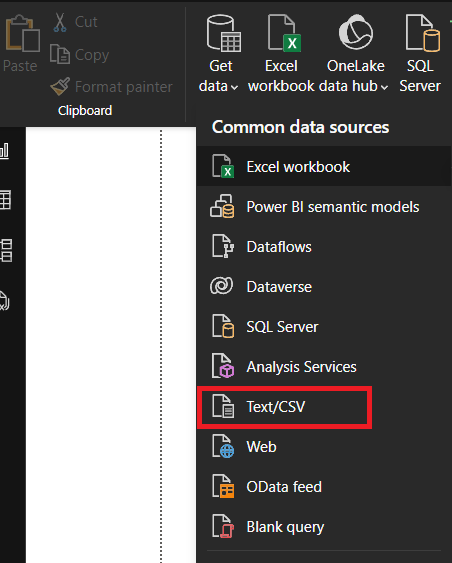 Cut
Copy
Paste
Format painter
Clipboard
Get
data
Excel
workbook
OneLake
data hub
SQL
Server
Common data sources
Excel workbook
Power BI semantic models
Dataflows
Dataverse
SQL Server
Analysis Services
Text/CSV
Web
OData feed
Blank query